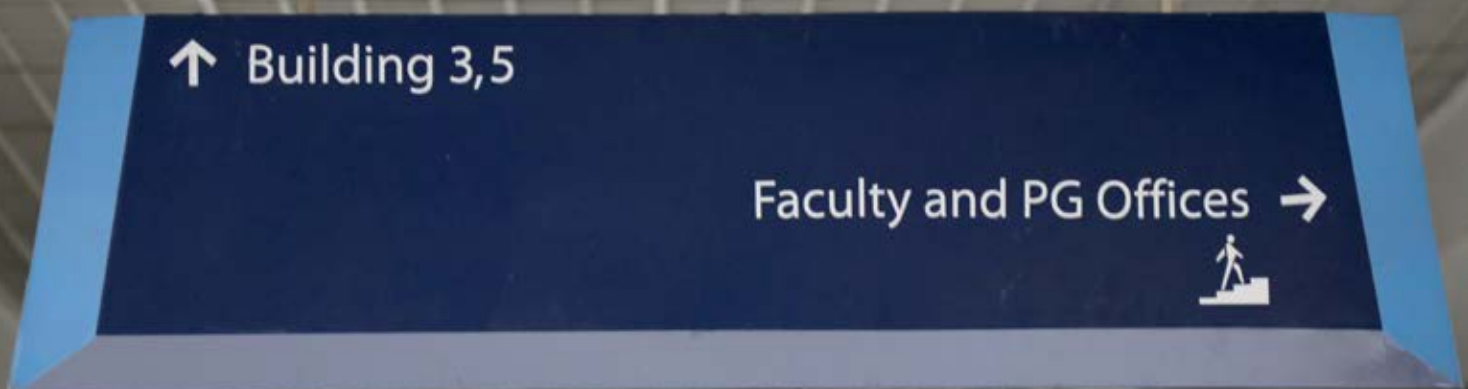 ↑ Building 3,5
Faculty and PG Offices →